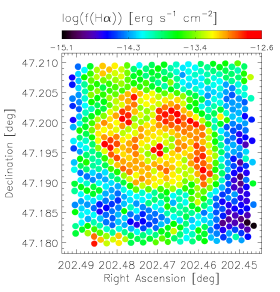 log(f(Hα)) [erg s⁻¹ cm⁻²]
−15.1 −14.3 −13.4 −12.6
47.210
47.205
47.200
47.195
47.190
47.185
47.180
Declination [deg]
202.49 202.48 202.47 202.46 202.45
Right Ascension [deg]